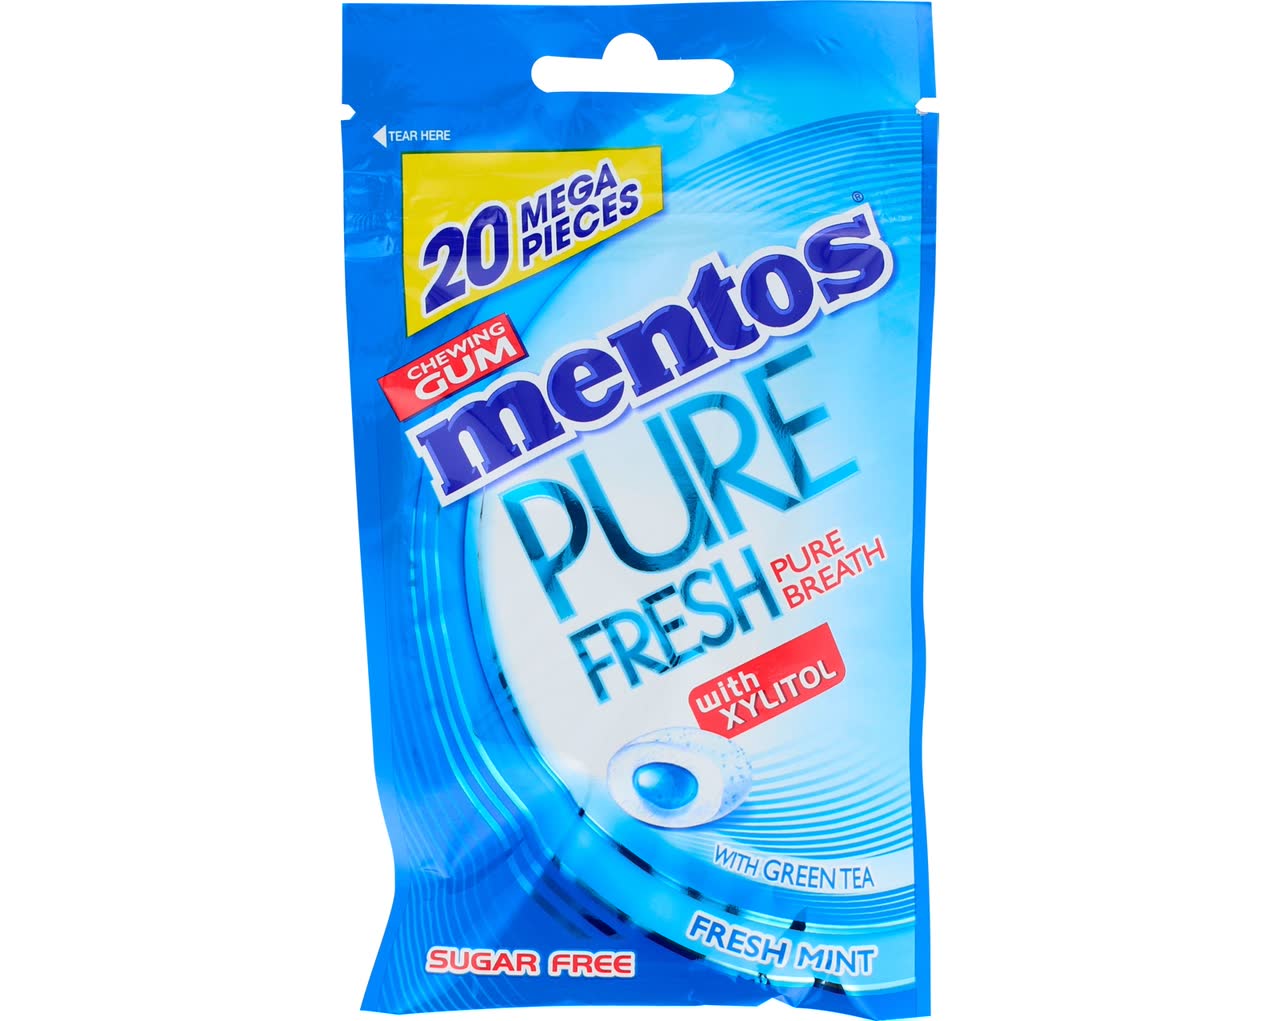 TEAR HERE
20 MEGA
PIECES
CHEWING
GUM
mentos®
PURE
FRESH
PURE
BREATH
with
XYLITOL
WITH GREEN TEA
FRESH MINT
SUGAR FREE